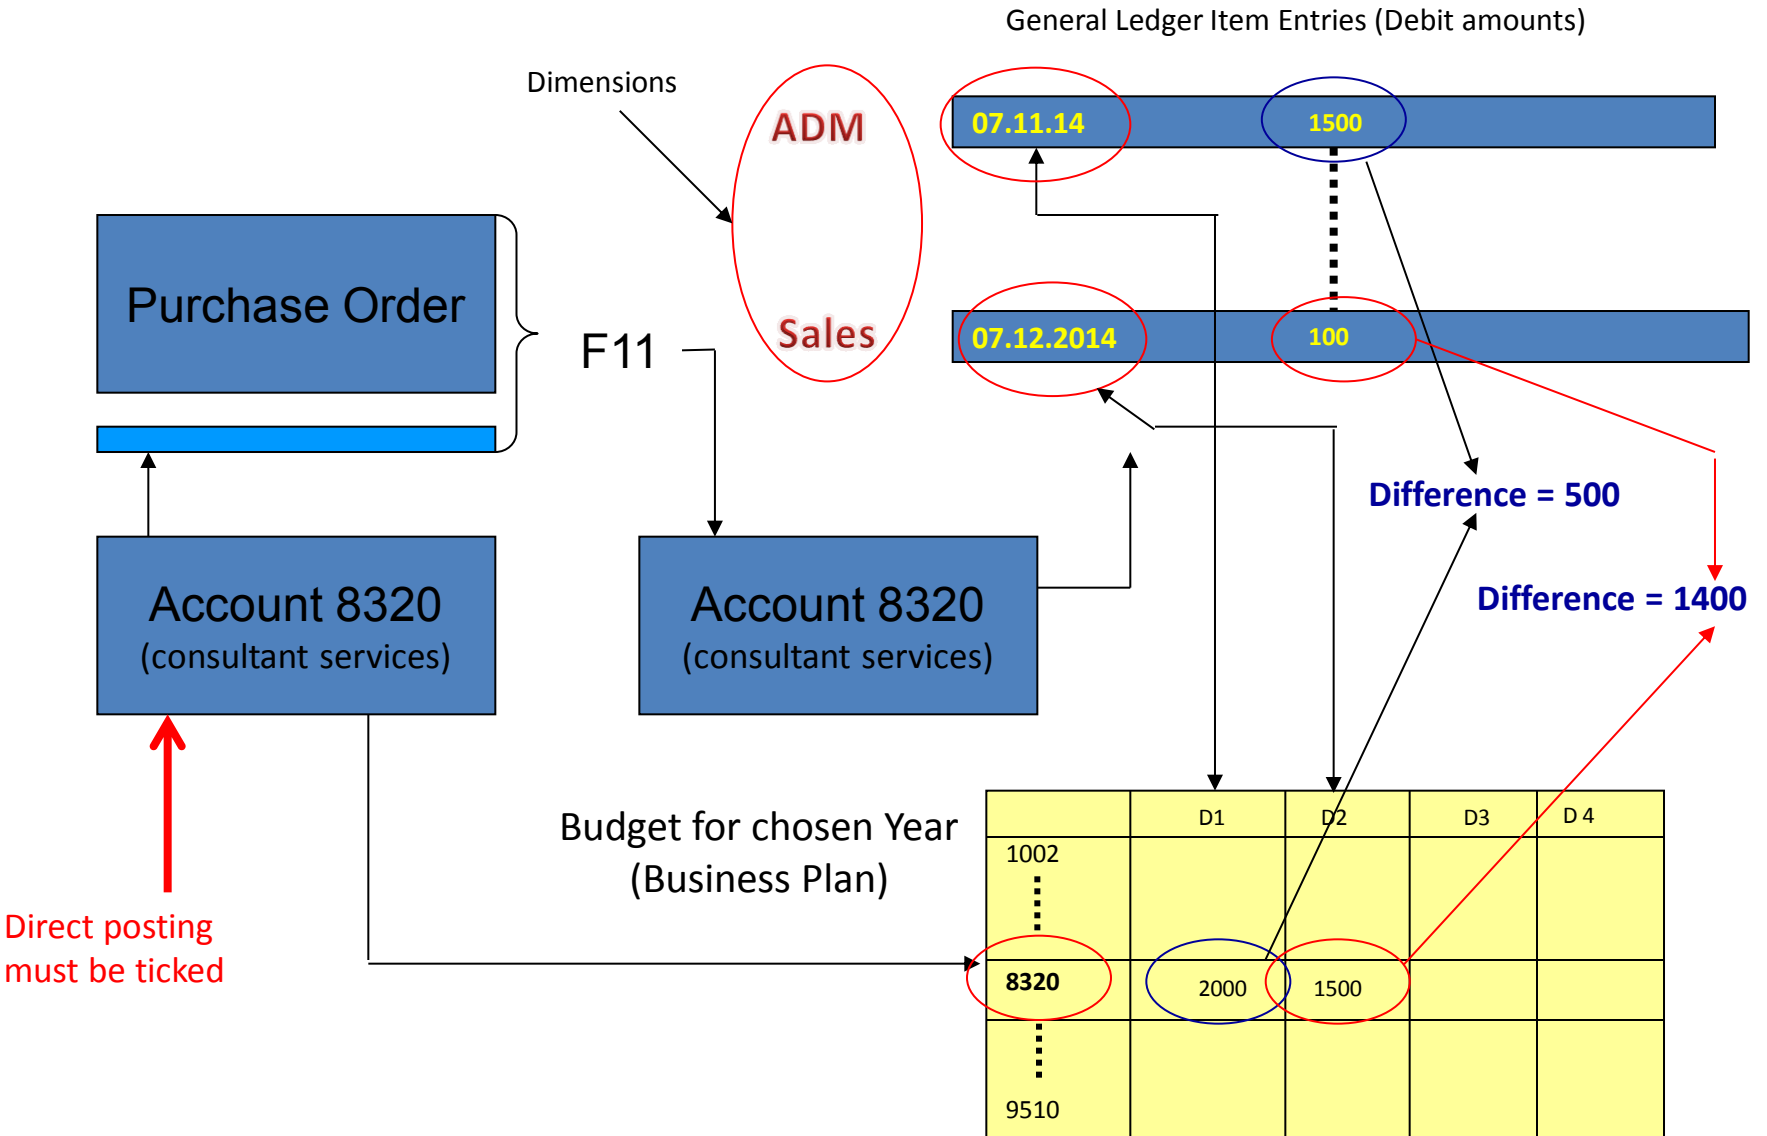 General Ledger Item Entries (Debit amounts)
Dimensions
ADM
07.11.14
1500
Purchase Order
F11
Sales
07.12.2014
100
Difference = 500
Account 8320
(consultant services)
Account 8320
(consultant services)
Difference = 1400
Budget for chosen Year
(Business Plan)
Direct posting
must be ticked
D1 D2 D3 D 4
1002
8320 2000 1500
9510